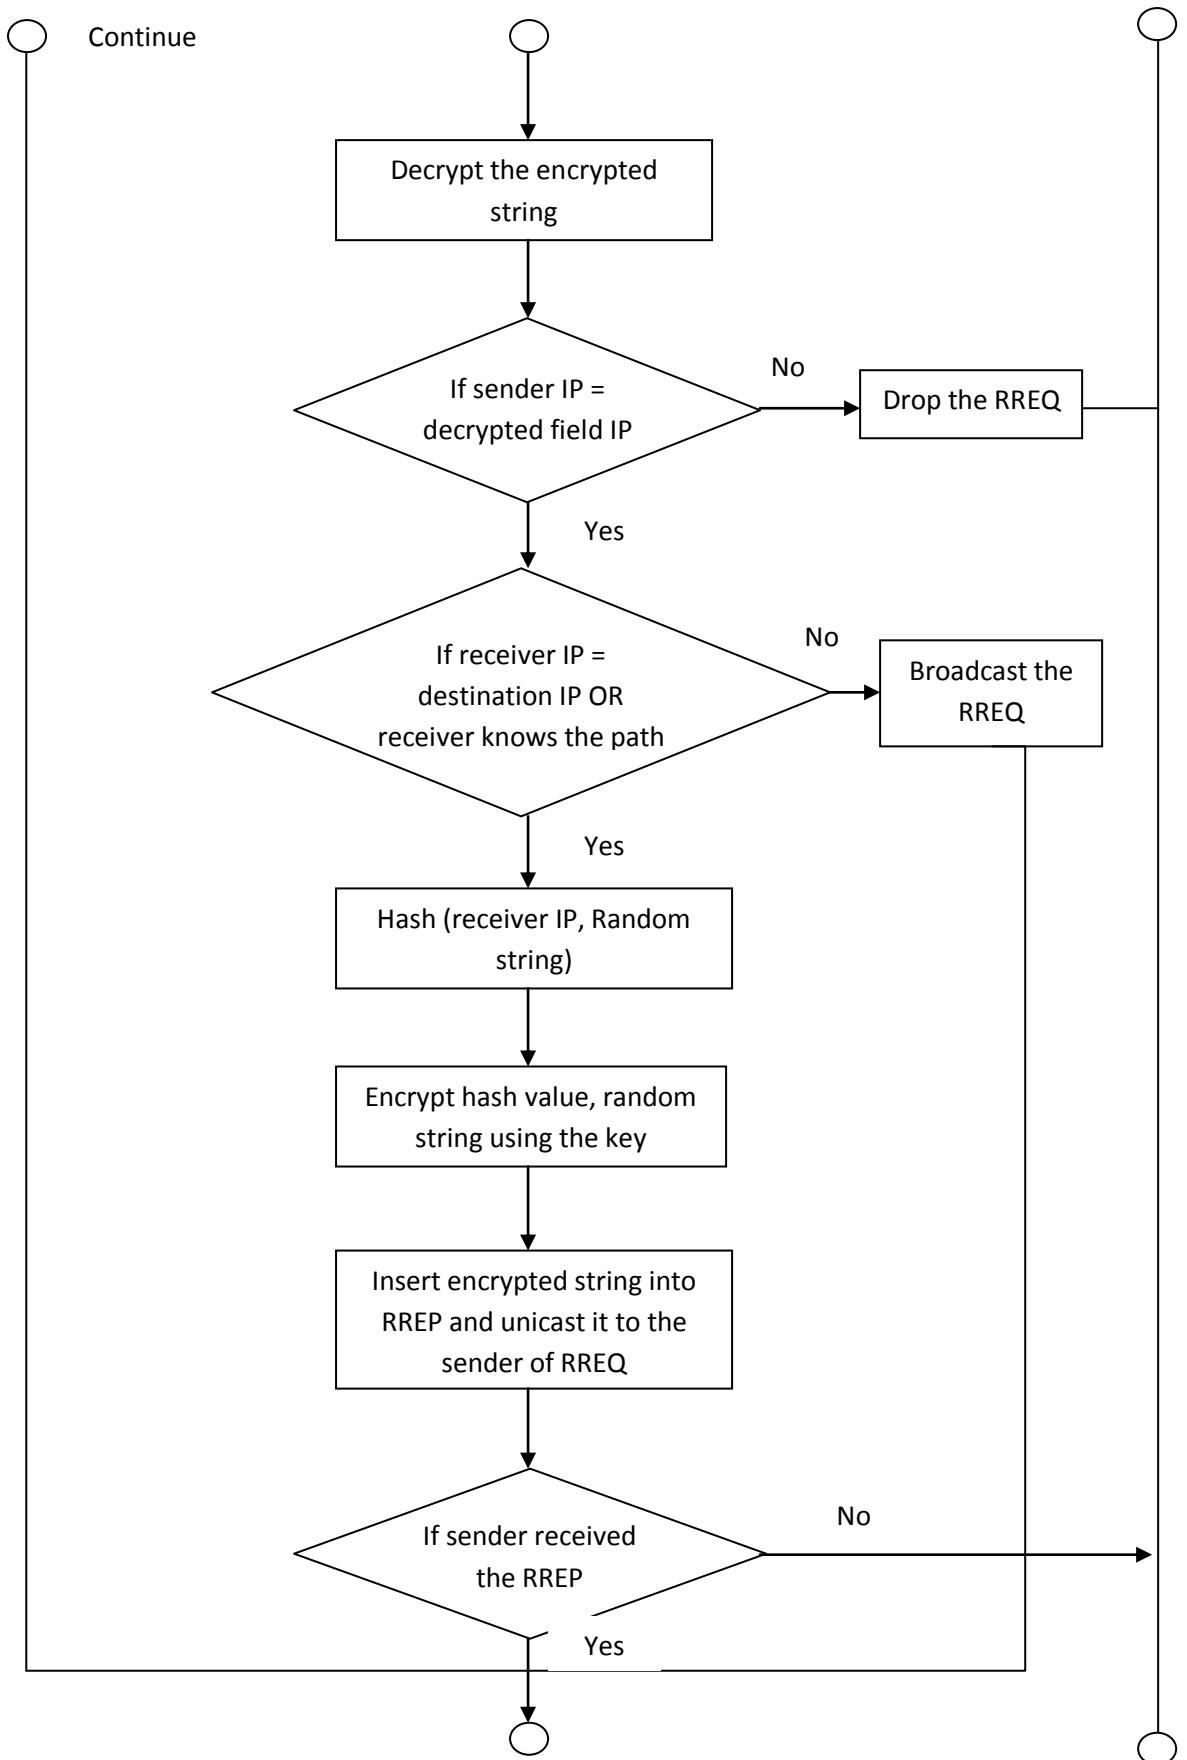 Continue
Decrypt the encrypted
string
If sender IP =
decrypted field IP
No
Drop the RREQ
Yes
If receiver IP =
destination IP OR
receiver knows the path
No
Broadcast the
RREQ
Yes
Hash (receiver IP, Random
string)
Encrypt hash value, random
string using the key
Insert encrypted string into
RREP and unicast it to the
sender of RREQ
If sender received
the RREP
No
Yes